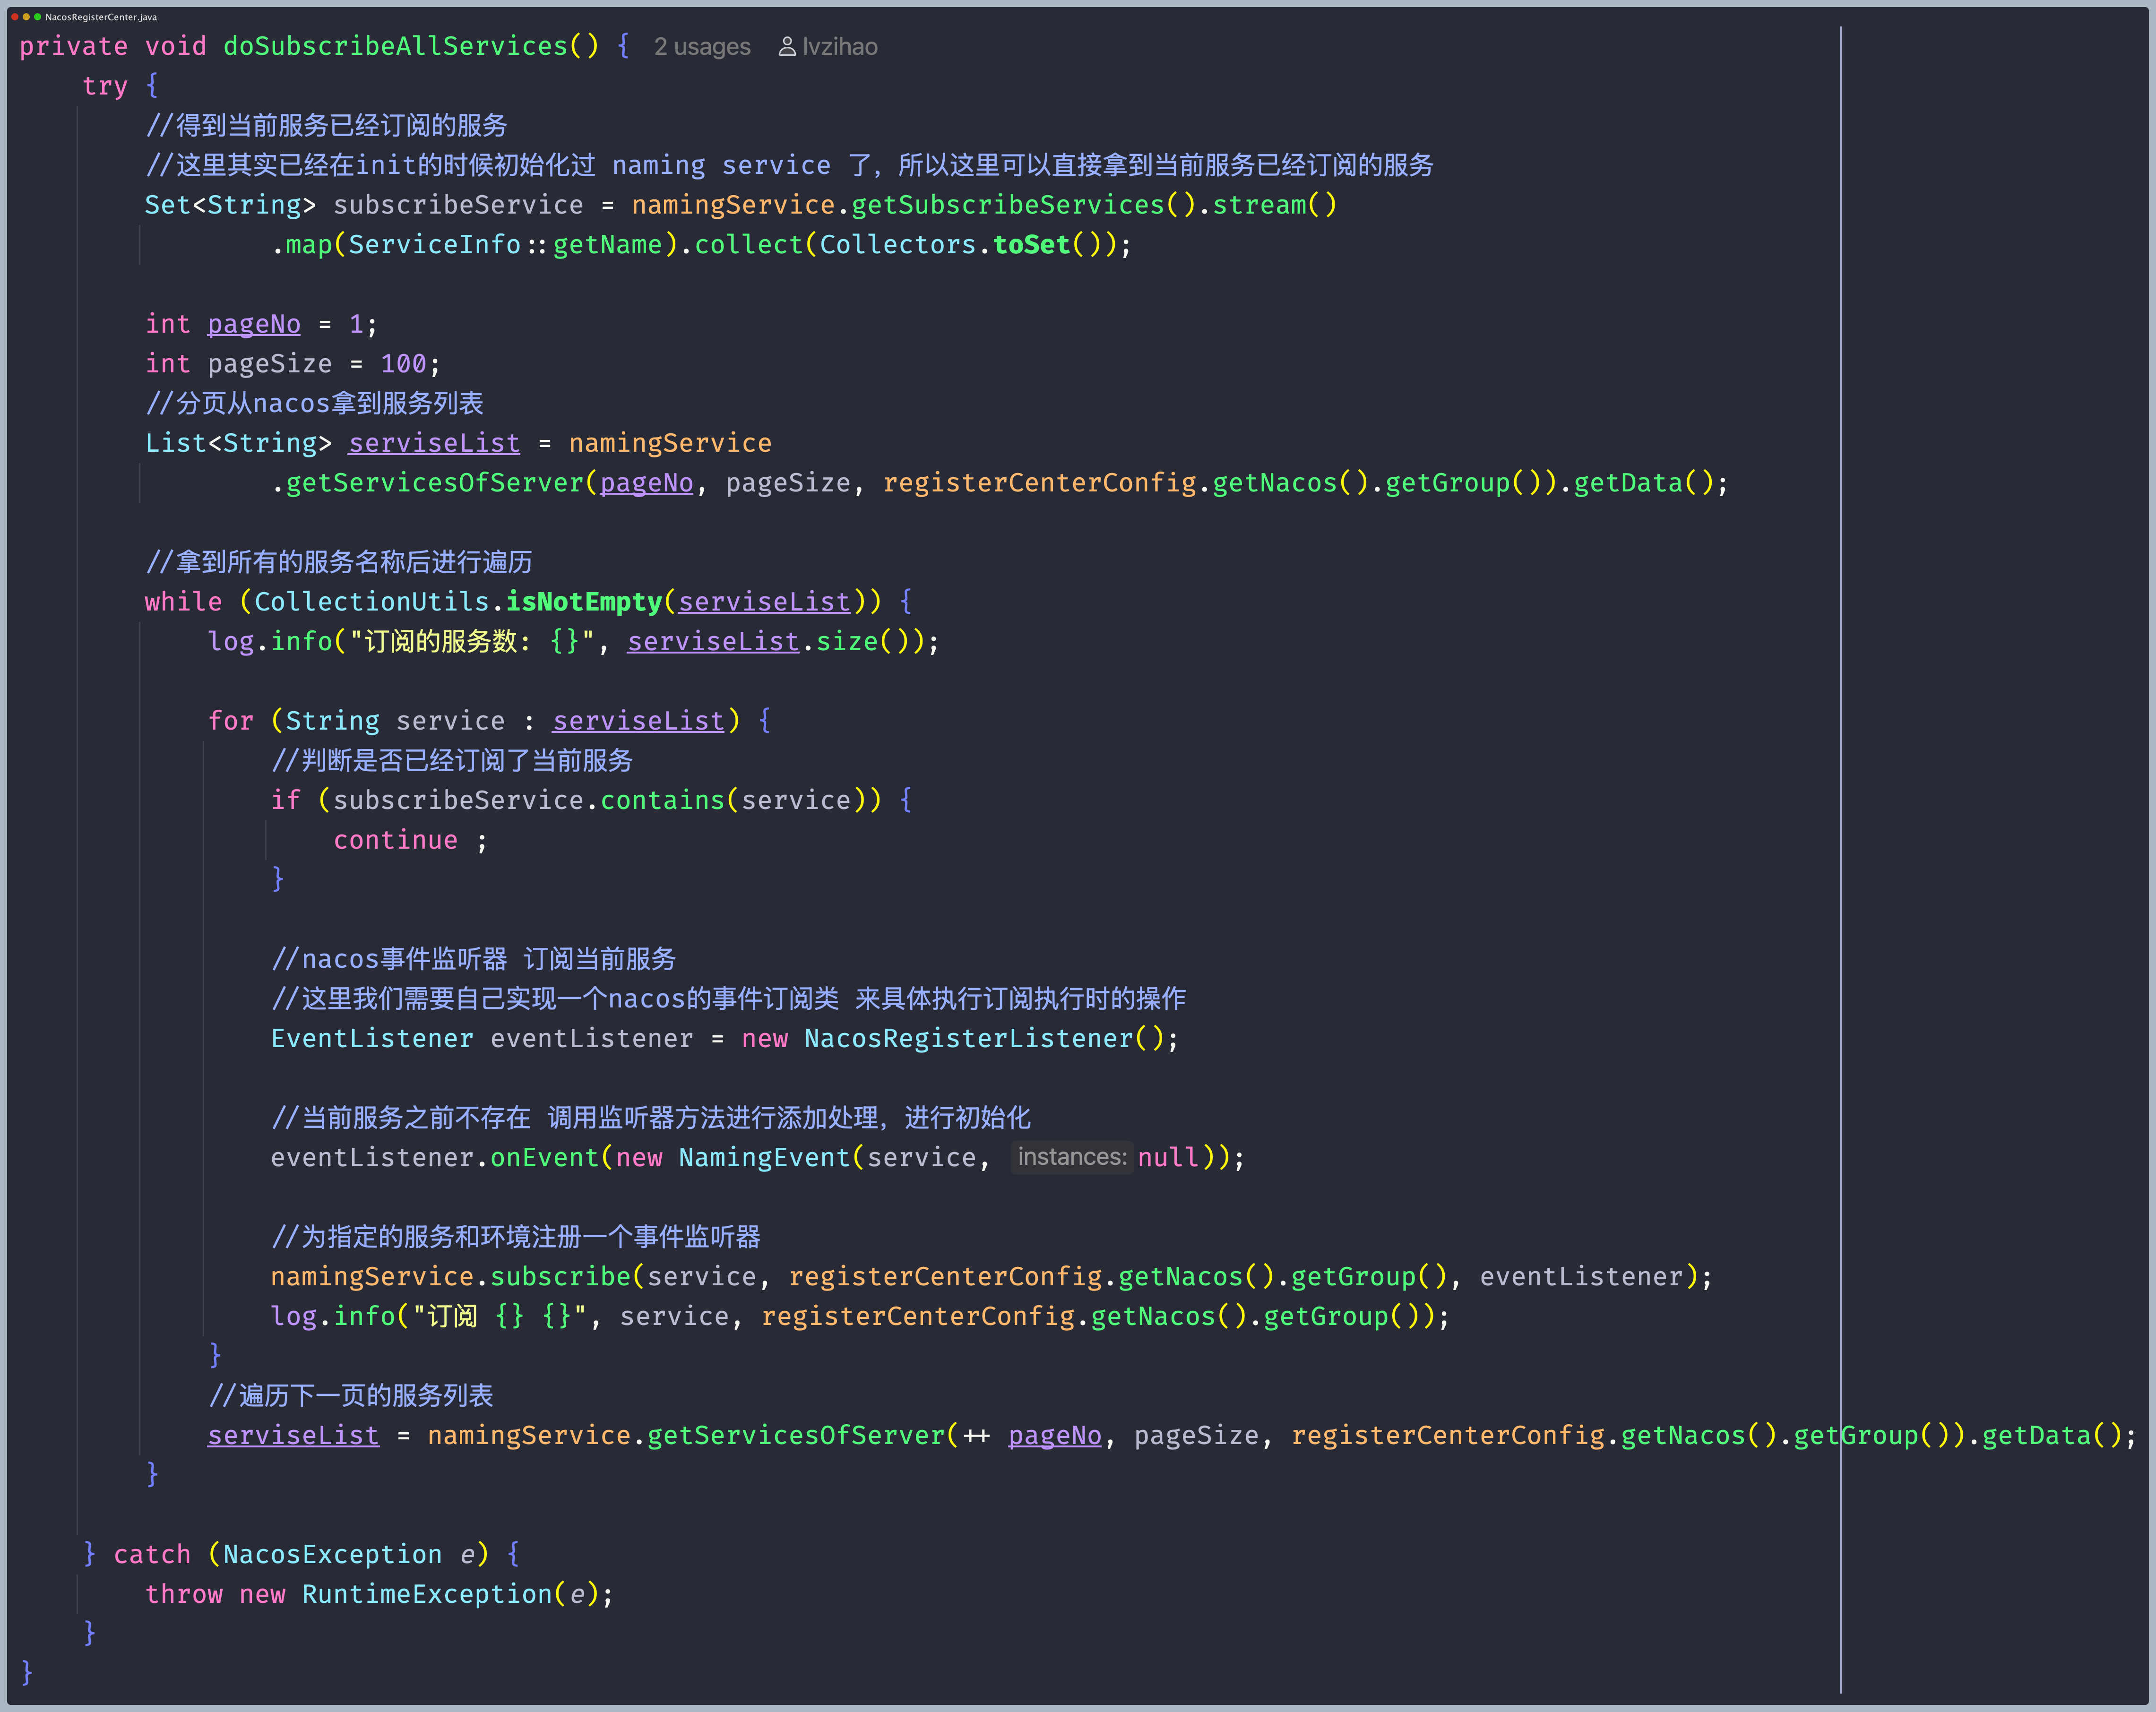 NacosRegisterCenter.java
private void doSubscribeAllServices() { 2 usages lvzihao
    try {
        //得到当前服务已经订阅的服务
        //这里其实已经在init的时候初始化过 naming service 了，所以这里可以直接拿到当前服务已经订阅的服务
        Set<String> subscribeService = namingService.getSubscribeServices().stream()
                .map(ServiceInfo::getName).collect(Collectors.toSet());

        int pageNo = 1;
        int pageSize = 100;
        //分页从nacos拿到服务列表
        List<String> serviseList = namingService
                .getServicesOfServer(pageNo, pageSize, registerCenterConfig.getNacos().getGroup()).getData();

        //拿到所有的服务名称后进行遍历
        while (CollectionUtils.isNotEmpty(serviseList)) {
            log.info("订阅的服务数: {}", serviseList.size());

            for (String service : serviseList) {
                //判断是否已经订阅了当前服务
                if (subscribeService.contains(service)) {
                    continue ;
                }

                //nacos事件监听器 订阅当前服务
                //这里我们需要自己实现一个nacos的事件订阅类 来具体执行订阅执行时的操作
                EventListener eventListener = new NacosRegisterListener();

                //当前服务之前不存在 调用监听器方法进行添加处理，进行初始化
                eventListener.onEvent(new NamingEvent(service, instances: null));

                //为指定的服务和环境注册一个事件监听器
                namingService.subscribe(service, registerCenterConfig.getNacos().getGroup(), eventListener);
                log.info("订阅 {} {}", service, registerCenterConfig.getNacos().getGroup());
            }
            //遍历下一页的服务列表
            serviseList = namingService.getServicesOfServer(++ pageNo, pageSize, registerCenterConfig.getNacos().getGroup()).getData();
        }

    } catch (NacosException e) {
        throw new RuntimeException(e);
    }
}